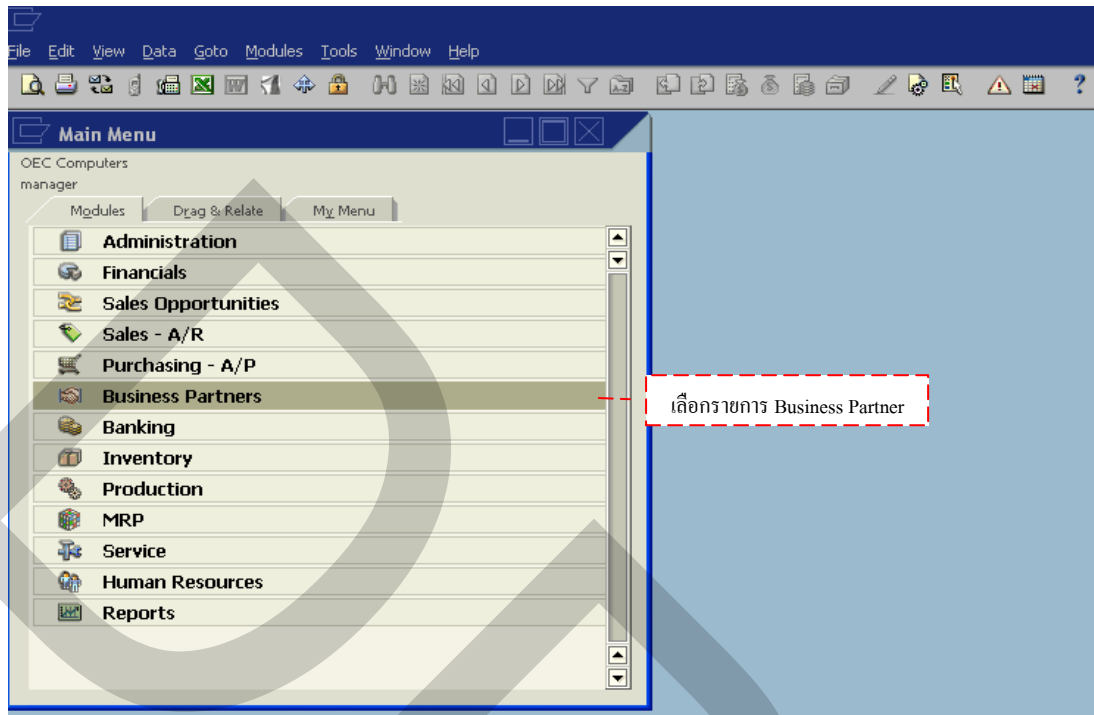 File Edit View Data Goto Modules Tools Window Help
Main Menu
OEC Computers
manager
Modules Drag & Relate My Menu
Administration
Financials
Sales Opportunities
Sales - A/R
Purchasing - A/P
Business Partners
เลือกรายการ Business Partner
Banking
Inventory
Production
MRP
Service
Human Resources
Reports